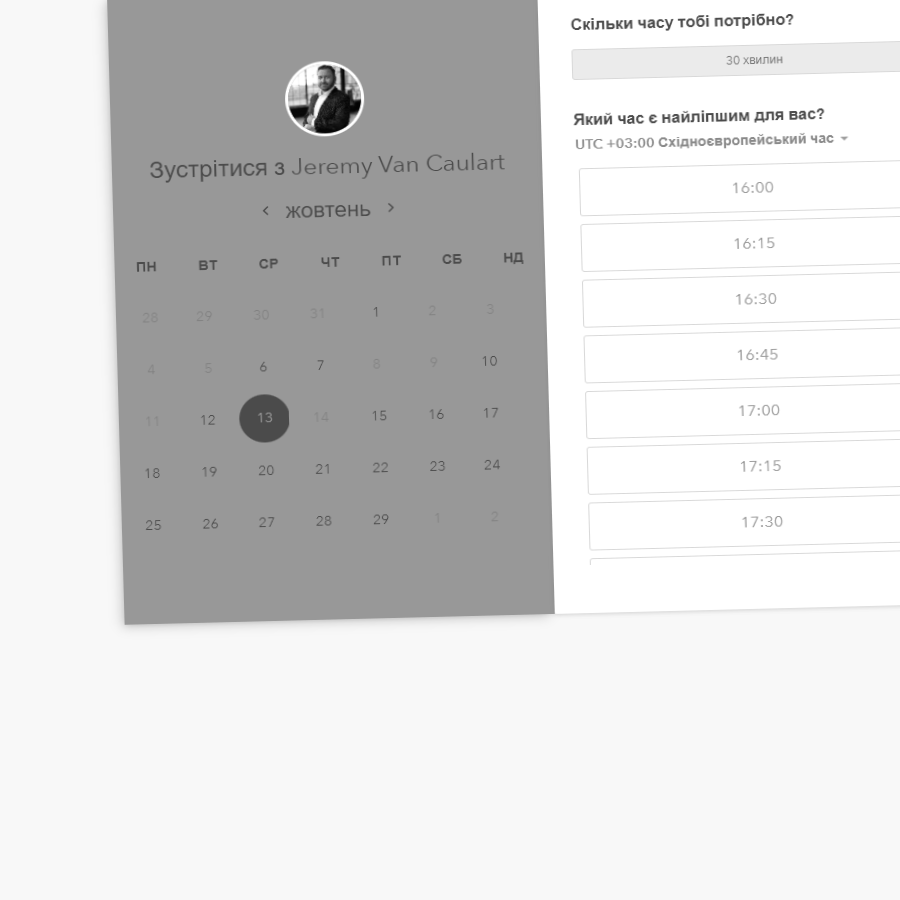 Зустрітися з Jeremy Van Caulart
жовтень
ПН ВТ СР ЧТ ПТ СБ НД
28 29 30 31 1 2 3
4 5 6 7 8 9 10
11 12 13 14 15 16 17
18 19 20 21 22 23 24
25 26 27 28 29 1 2
Скільки часу тобі потрібно?
30 хвилин
Який час є найліпшим для вас?
UTC +03:00 Східноєвропейський час
16:00
16:15
16:30
16:45
17:00
17:15
17:30